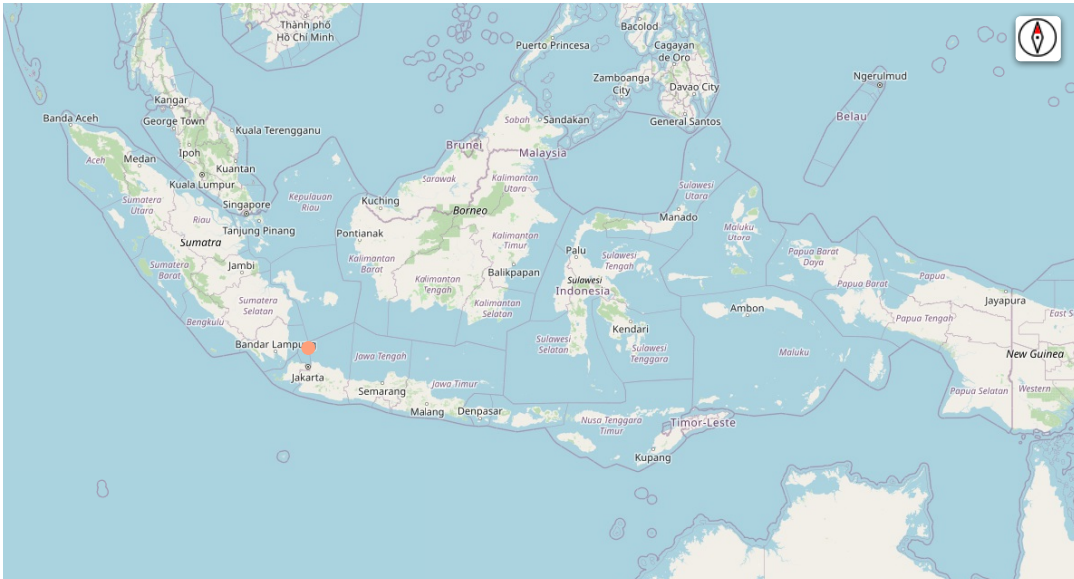 Thành phố
Hồ Chí Minh
Bacolod
Puerto Princesa
Cagayan
de Oro
Zamboanga
City
Davao City
Ngerulmud
Kangar
Banda Aceh
George Town
Kuala Terengganu
General Santos
Belau
Sabah
Sandakan
Brunei
Malaysia
Ipoh
Aceh
Medan
Kuantan
Kuala Lumpur
Sarawak
Kalimantan
Utara
Sulawesi
Utara
Sumatera
Utara
Kepulauan
Riau
Kuching
Singapore
Riau
Borneo
Manado
Tanjung Pinang
Pontianak
Maluku
Utara
Sumatra
Kalimantan
Timur
Palu
Papua Barat
Daya
Sumatera
Barat
Jambi
Kalimantan
Barat
Sulawesi
Tengah
Balikpapan
Kalimantan
Tengah
Sulawesi
Indonesia
Papua Barat
Papua
Sumatera
Selatan
Kalimantan
Selatan
Jayapura
Ambon
Bengkulu
Papua Tengah
East S
Kendari
Bandar Lampu
Sulawesi
Selatan
Sulawesi
Tenggara
Jawa Tengah
Maluku
New Guinea
Jakarta
Semarang
Jawa Timur
Papua Selatan
Western
Malang
Denpasar
Nusa Tenggara
Timur
Timor-Leste
Kupang